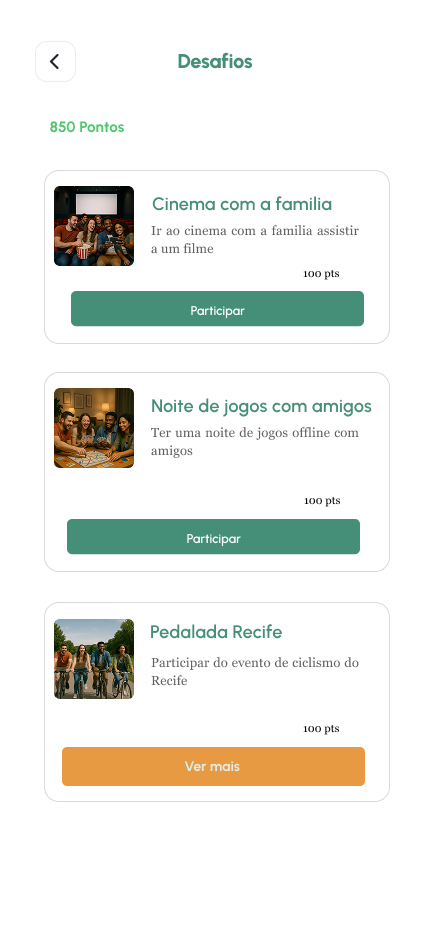 Desafios
850 Pontos
Cinema com a familia
Ir ao cinema com a familia assistir
a um filme
100 pts
Participar
Noite de jogos com amigos
Ter uma noite de jogos offline com
amigos
100 pts
Participar
Pedalada Recife
Participar do evento de ciclismo do
Recife
100 pts
Ver mais